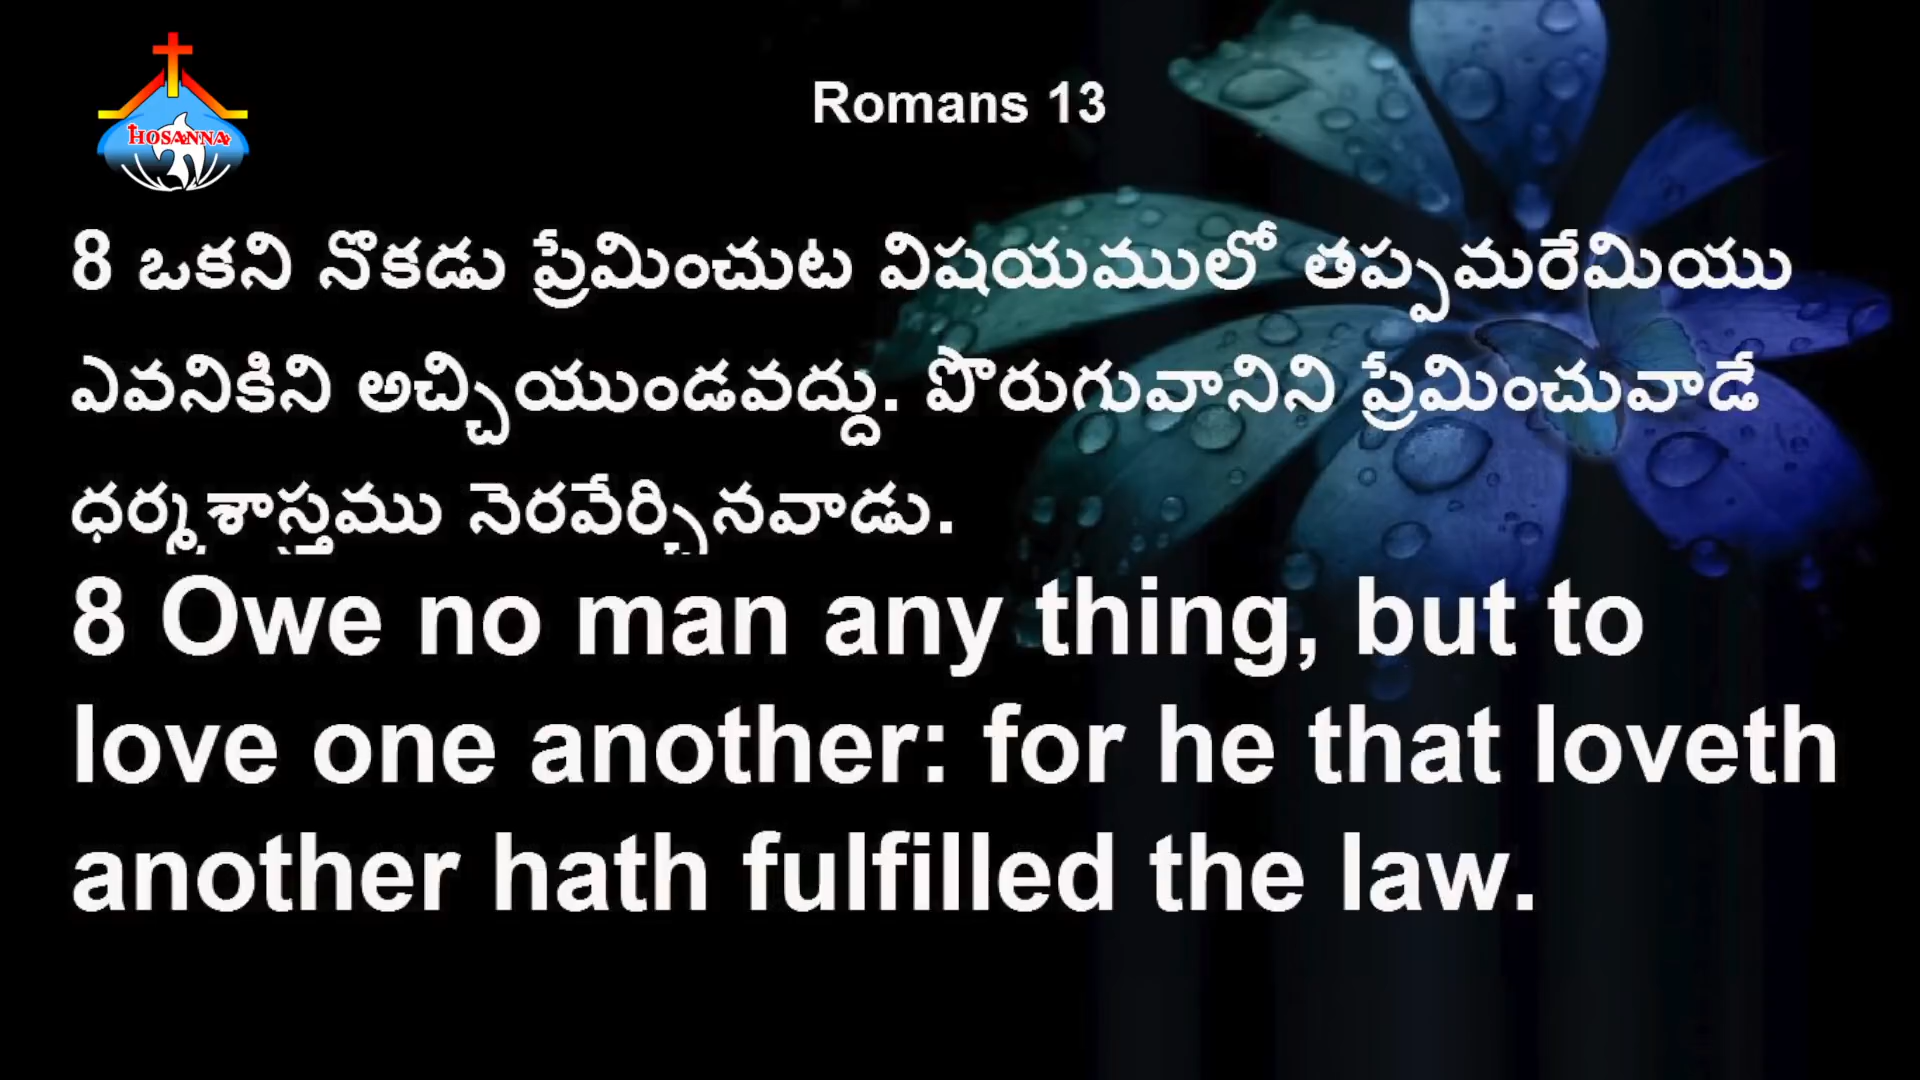 HOSANNA
Romans 13
8 ఒకని నొకడు ప్రేమించుట విషయములో తప్పమరేమియు
ఎవనికిని అచ్చియుండవద్దు. పొరుగువానిని ప్రేమించువాడే
ధర్మశాస్త్రము నెరవేర్చినవాడు.
8 Owe no man any thing, but to
love one another: for he that loveth
another hath fulfilled the law.